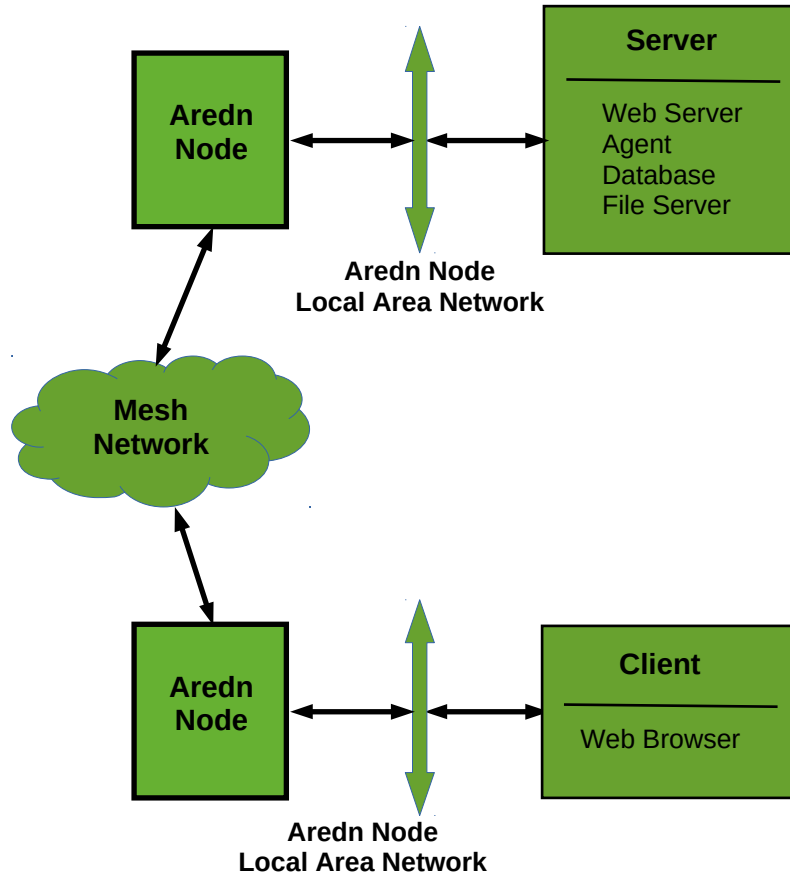 Aredn
Node
Server
Web Server
Agent
Database
File Server
Aredn Node
Local Area Network
Mesh
Network
Aredn
Node
Client
Web Browser
Aredn Node
Local Area Network